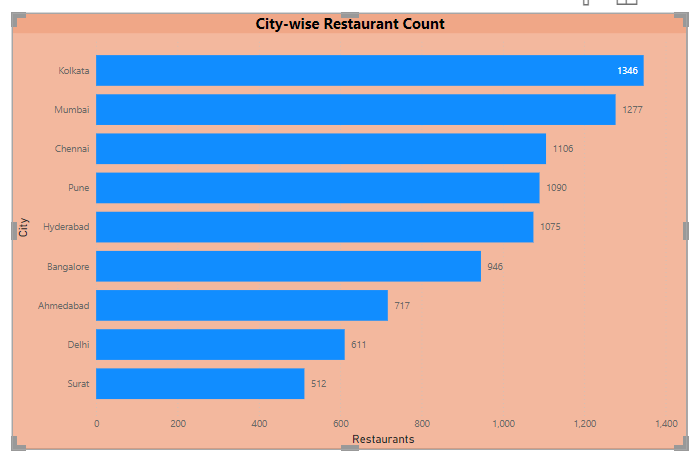 City-wise Restaurant Count
Kolkata 1346
Mumbai 1277
Chennai 1106
Pune 1090
Hyderabad 1075
Bangalore 946
Ahmedabad 717
Delhi 611
Surat 512
City
0 200 400 600 800 1,000 1,200 1,400
Restaurants